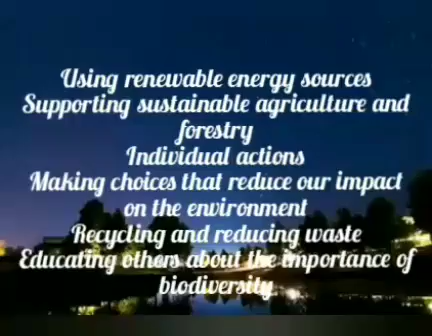 Using renewable energy sources
Supporting sustainable agriculture and
forestry
Individual actions
Making choices that reduce our impact
on the environment
Recycling and reducing waste
Educating others about the importance of
biodiversity